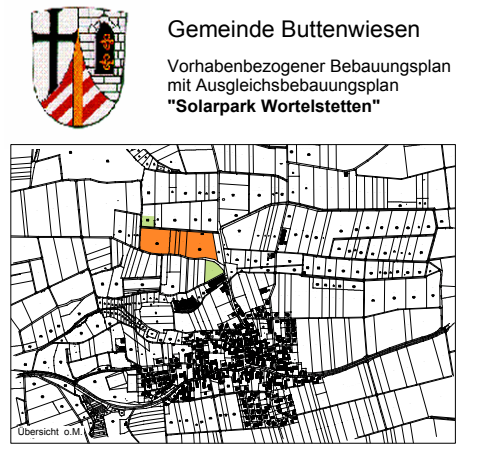 Gemeinde Buttenwiesen
Vorhabenbezogener Bebauungsplan
mit Ausgleichsbebauungsplan
"Solarpark Wortelstetten"
Übersicht o.M.